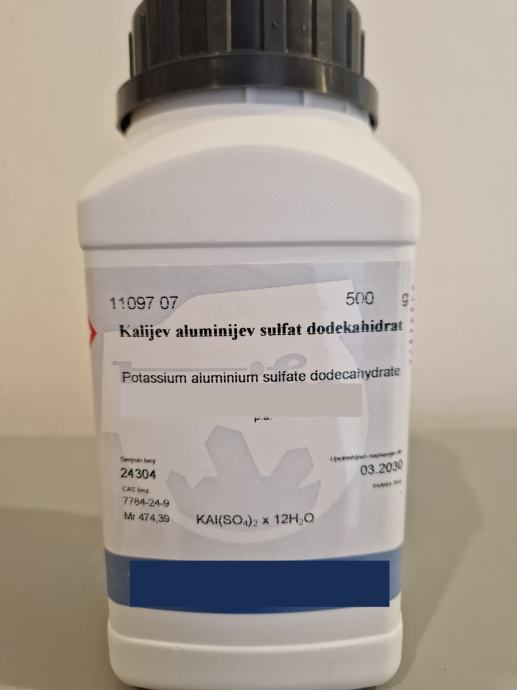 11097 07 500 g
Kalijev aluminijev sulfat dodekahidrat
Potassium aluminium sulfate dodecahydrate
p.a.
Serijski broj
Upotrebljivo najmanje do
24304
03.2030
CAS broj
Indeks broj
7784-24-9
Mr 474,39 KAl(SO₄)₂ x 12H₂O